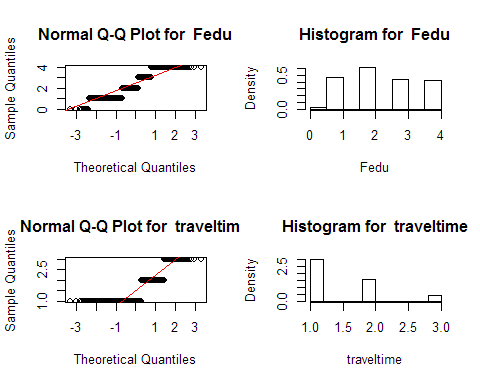 Normal Q-Q Plot for Fedu
Sample Quantiles
4
2
0
-3 -1 0 1 2 3
Theoretical Quantiles
Histogram for Fedu
Density
0.5
0.0
0 1 2 3 4
Fedu
Normal Q-Q Plot for traveltim
Sample Quantiles
2.5
1.0
-3 -1 0 1 2 3
Theoretical Quantiles
Histogram for traveltime
Density
2.5
0.0
1.0 1.5 2.0 2.5 3.0
traveltime